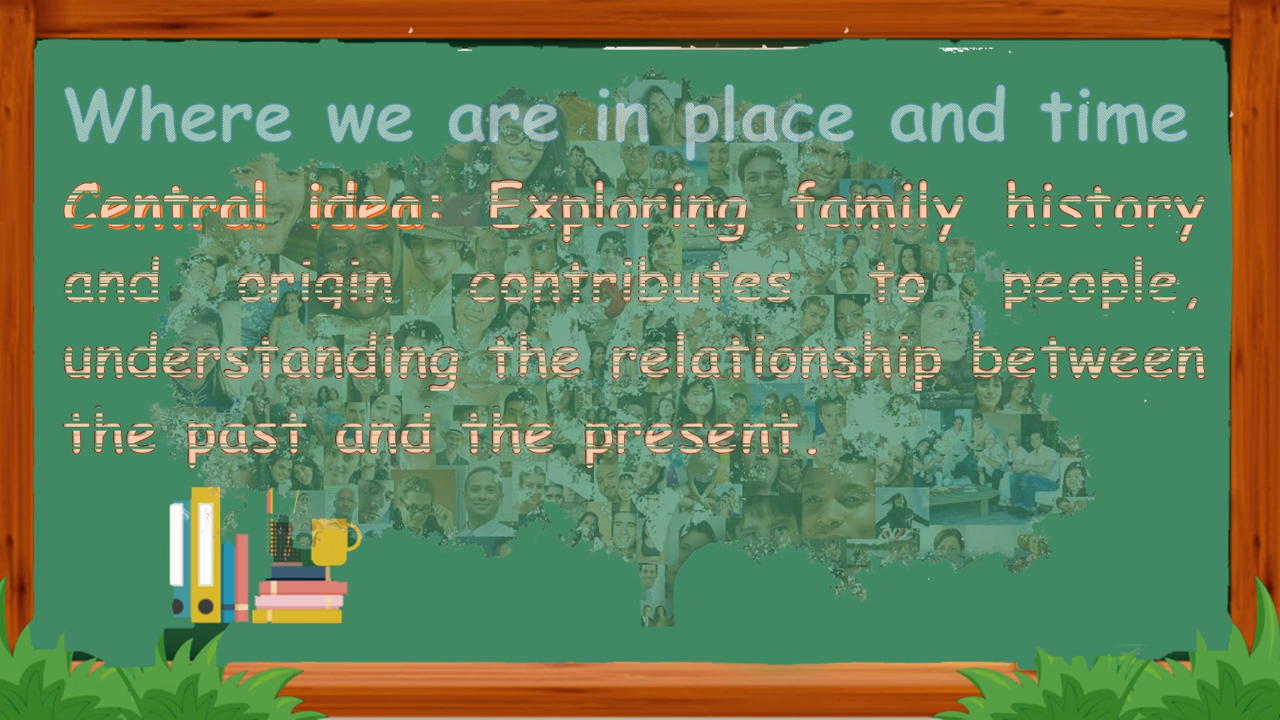 Where we are in place and time
Central idea: Exploring family history
and origin contributes to people,
understanding the relationship between
the past and the present.